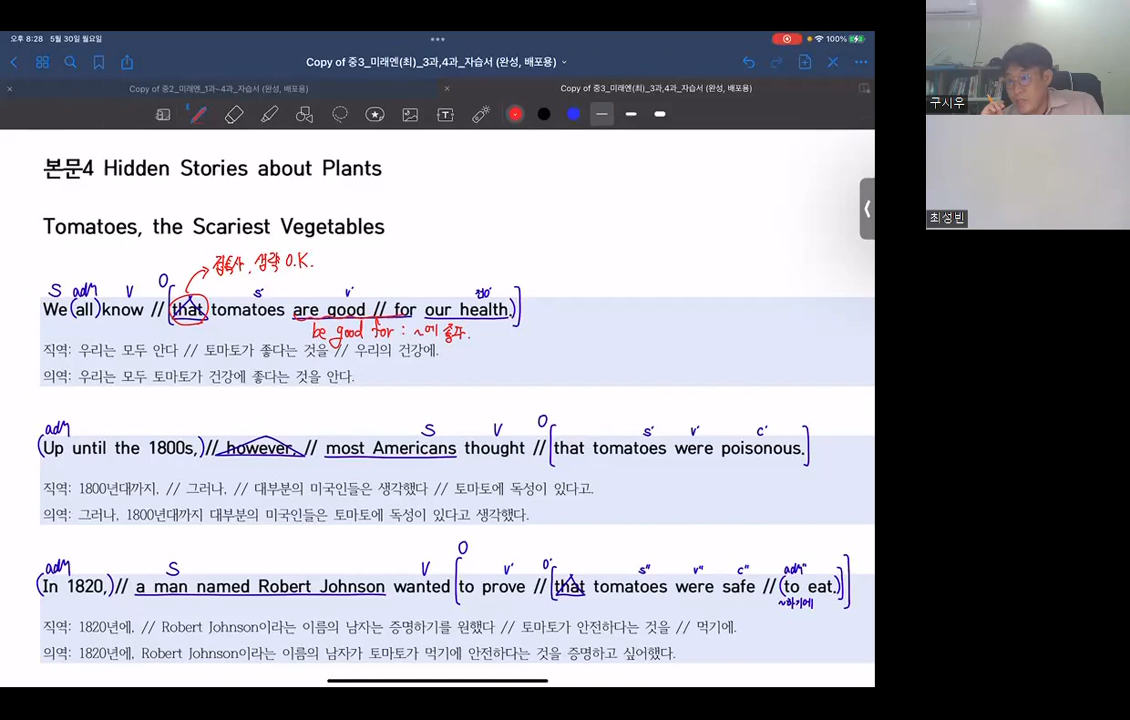 오후 8:28 5월 30일 월요일
100%
Copy of 중3_미래엔(최)_3과,4과_자습서 (완성, 배포용)
Copy of 중2_미래엔_1과~4과_자습서 (완성, 배포용)
Copy of 중3_미래엔(최)_3과,4과_자습서 (완성, 배포용)
구시우
최성빈
본문4 Hidden Stories about Plants
Tomatoes, the Scariest Vegetables
접속사, 생략 O.K.
S adv V O s' v' 전o'
We (all) know // [that tomatoes are good // for our health.)]
be good for : ~에 좋다.
직역: 우리는 모두 안다 // 토마토가 좋다는 것을 // 우리의 건강에.
의역: 우리는 모두 토마토가 건강에 좋다는 것을 안다.
adv S V O s' v' c'
(Up until the 1800s,) // however, // most Americans thought // [that tomatoes were poisonous.]
직역: 1800년대까지, // 그러나, // 대부분의 미국인들은 생각했다 // 토마토에 독성이 있다고.
의역: 그러나, 1800년대까지 대부분의 미국인들은 토마토에 독성이 있다고 생각했다.
adv S V O v' o' s" v" c" adv"
(In 1820,) // a man named Robert Johnson wanted [to prove // [that tomatoes were safe // (to eat.)]]
~하기에
직역: 1820년에, // Robert Johnson이라는 이름의 남자는 증명하기를 원했다 // 토마토가 안전하다는 것을 // 먹기에.
의역: 1820년에, Robert Johnson이라는 이름의 남자가 토마토가 먹기에 안전하다는 것을 증명하고 싶어했다.